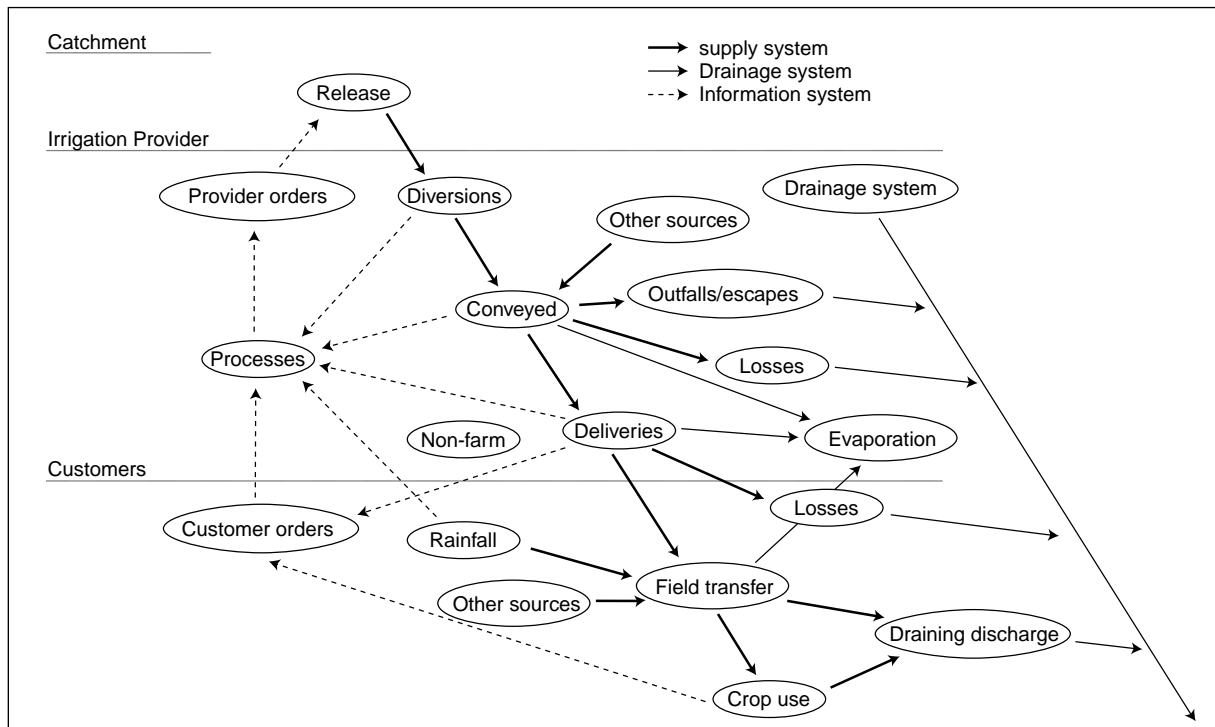 Catchment
supply system
Drainage system
Information system
Release
Irrigation Provider
Provider orders
Diversions
Drainage system
Other sources
Outfalls/escapes
Conveyed
Processes
Losses
Deliveries
Non-farm
Evaporation
Customers
Losses
Customer orders
Rainfall
Field transfer
Other sources
Draining discharge
Crop use